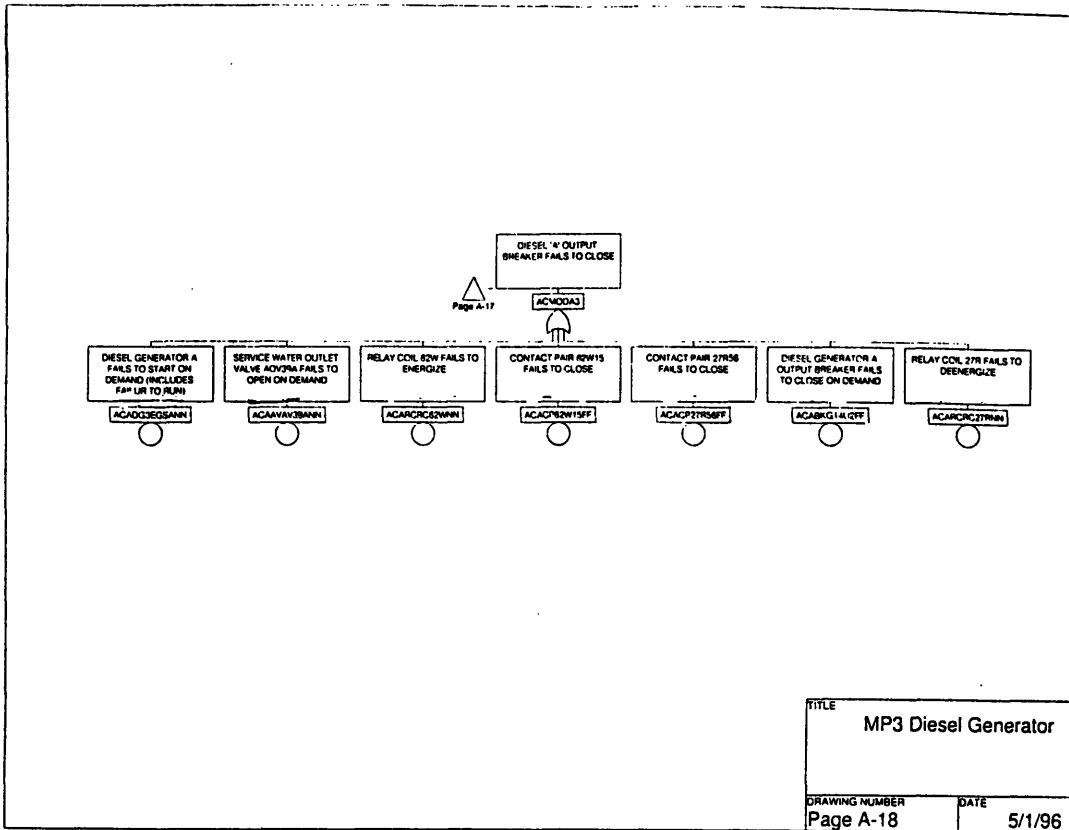 DIESEL 'A' OUTPUT
BREAKER FAILS TO CLOSE
Page A-17
ACMODA3
DIESEL GENERATOR A
FAILS TO START ON
DEMAND (INCLUDES
TO RUN)
ACADG3EGSANN
SERVICE WATER OUTLET
VALVE AOV39A FAILS TO
OPEN ON DEMAND
ACAAVAV39ANN
RELAY COIL 62W FAILS TO
ENERGIZE
ACARCRC62WNN
CONTACT PAIR 62W15
FAILS TO CLOSE
ACACP62W15FF
CONTACT PAIR 27R56
FAILS TO CLOSE
ACACP27R56FF
DIESEL GENERATOR A
OUTPUT BREAKER FAILS
TO CLOSE ON DEMAND
RELAY COIL 27R FAILS TO
DEENERGIZE
ACARCRC27RNN
TITLE
MP3 Diesel Generator
DRAWING NUMBER
Page A-18
DATE
5/1/96